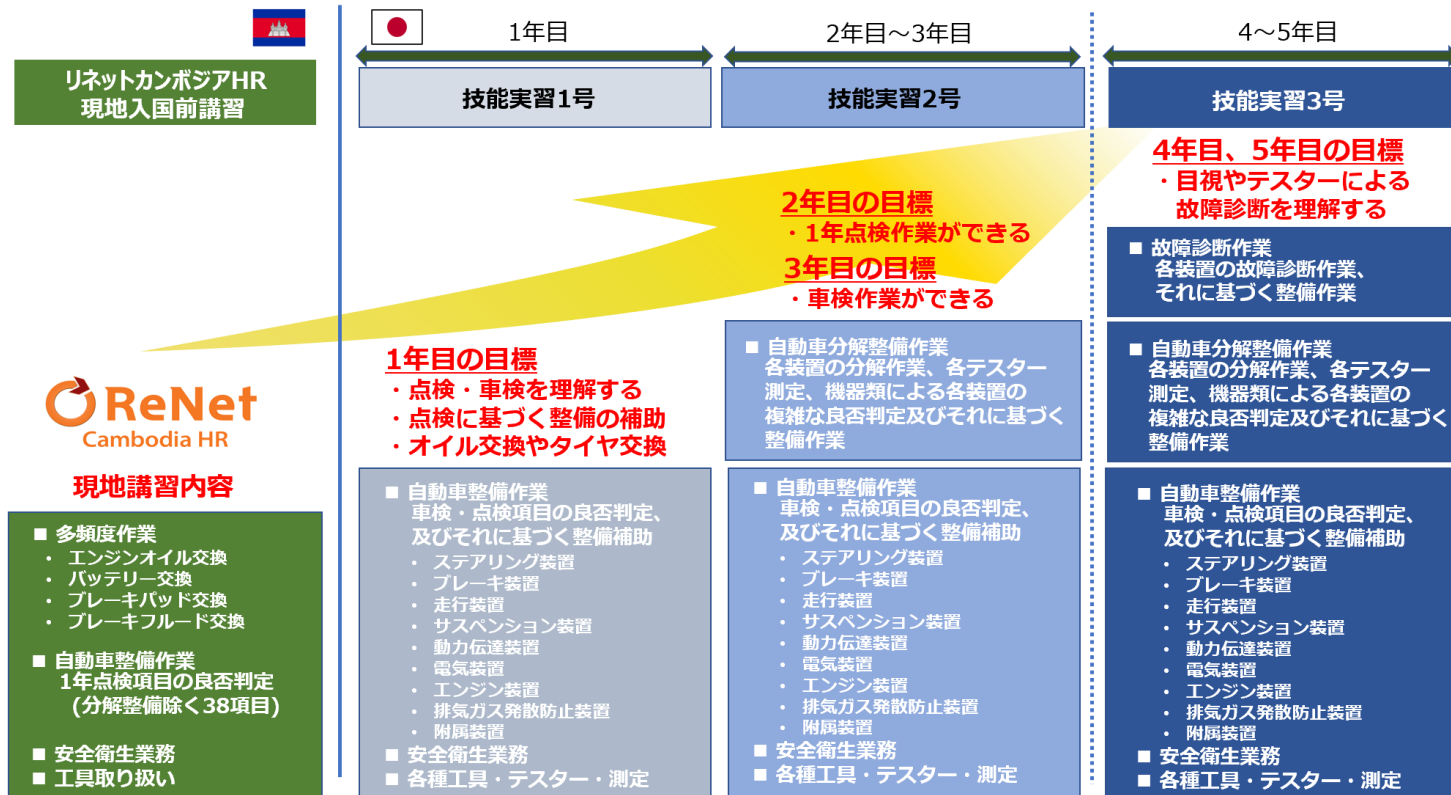 リネットカンボジアHR
現地入国前講習
ReNet
Cambodia HR
現地講習内容
■ 多頻度作業
・ エンジンオイル交換
・ バッテリー交換
・ ブレーキパッド交換
・ ブレーキフルード交換
■ 自動車整備作業
1年点検項目の良否判定
(分解整備除く38項目)
■ 安全衛生業務
■ 工具取り扱い
1年目
技能実習1号
1年目の目標
・点検・車検を理解する
・点検に基づく整備の補助
・オイル交換やタイヤ交換
■ 自動車整備作業
車検・点検項目の良否判定、
及びそれに基づく整備補助
・ ステアリング装置
・ ブレーキ装置
・ 走行装置
・ サスペンション装置
・ 動力伝達装置
・ 電気装置
・ エンジン装置
・ 排気ガス発散防止装置
・ 附属装置
■ 安全衛生業務
■ 各種工具・テスター・測定
2年目～3年目
技能実習2号
2年目の目標
・1年点検作業ができる
3年目の目標
・車検作業ができる
■ 自動車分解整備作業
各装置の分解作業、各テスター
測定、機器類による各装置の
複雑な良否判定及びそれに基づく
整備作業
■ 自動車整備作業
車検・点検項目の良否判定、
及びそれに基づく整備補助
・ ステアリング装置
・ ブレーキ装置
・ 走行装置
・ サスペンション装置
・ 動力伝達装置
・ 電気装置
・ エンジン装置
・ 排気ガス発散防止装置
・ 附属装置
■ 安全衛生業務
■ 各種工具・テスター・測定
4～5年目
技能実習3号
4年目、5年目の目標
・目視やテスターによる
故障診断を理解する
■ 故障診断作業
各装置の故障診断作業、
それに基づく整備作業
■ 自動車分解整備作業
各装置の分解作業、各テスター
測定、機器類による各装置の
複雑な良否判定及びそれに基づく
整備作業
■ 自動車整備作業
車検・点検項目の良否判定、
及びそれに基づく整備補助
・ ステアリング装置
・ ブレーキ装置
・ 走行装置
・ サスペンション装置
・ 動力伝達装置
・ 電気装置
・ エンジン装置
・ 排気ガス発散防止装置
・ 附属装置
■ 安全衛生業務
■ 各種工具・テスター・測定